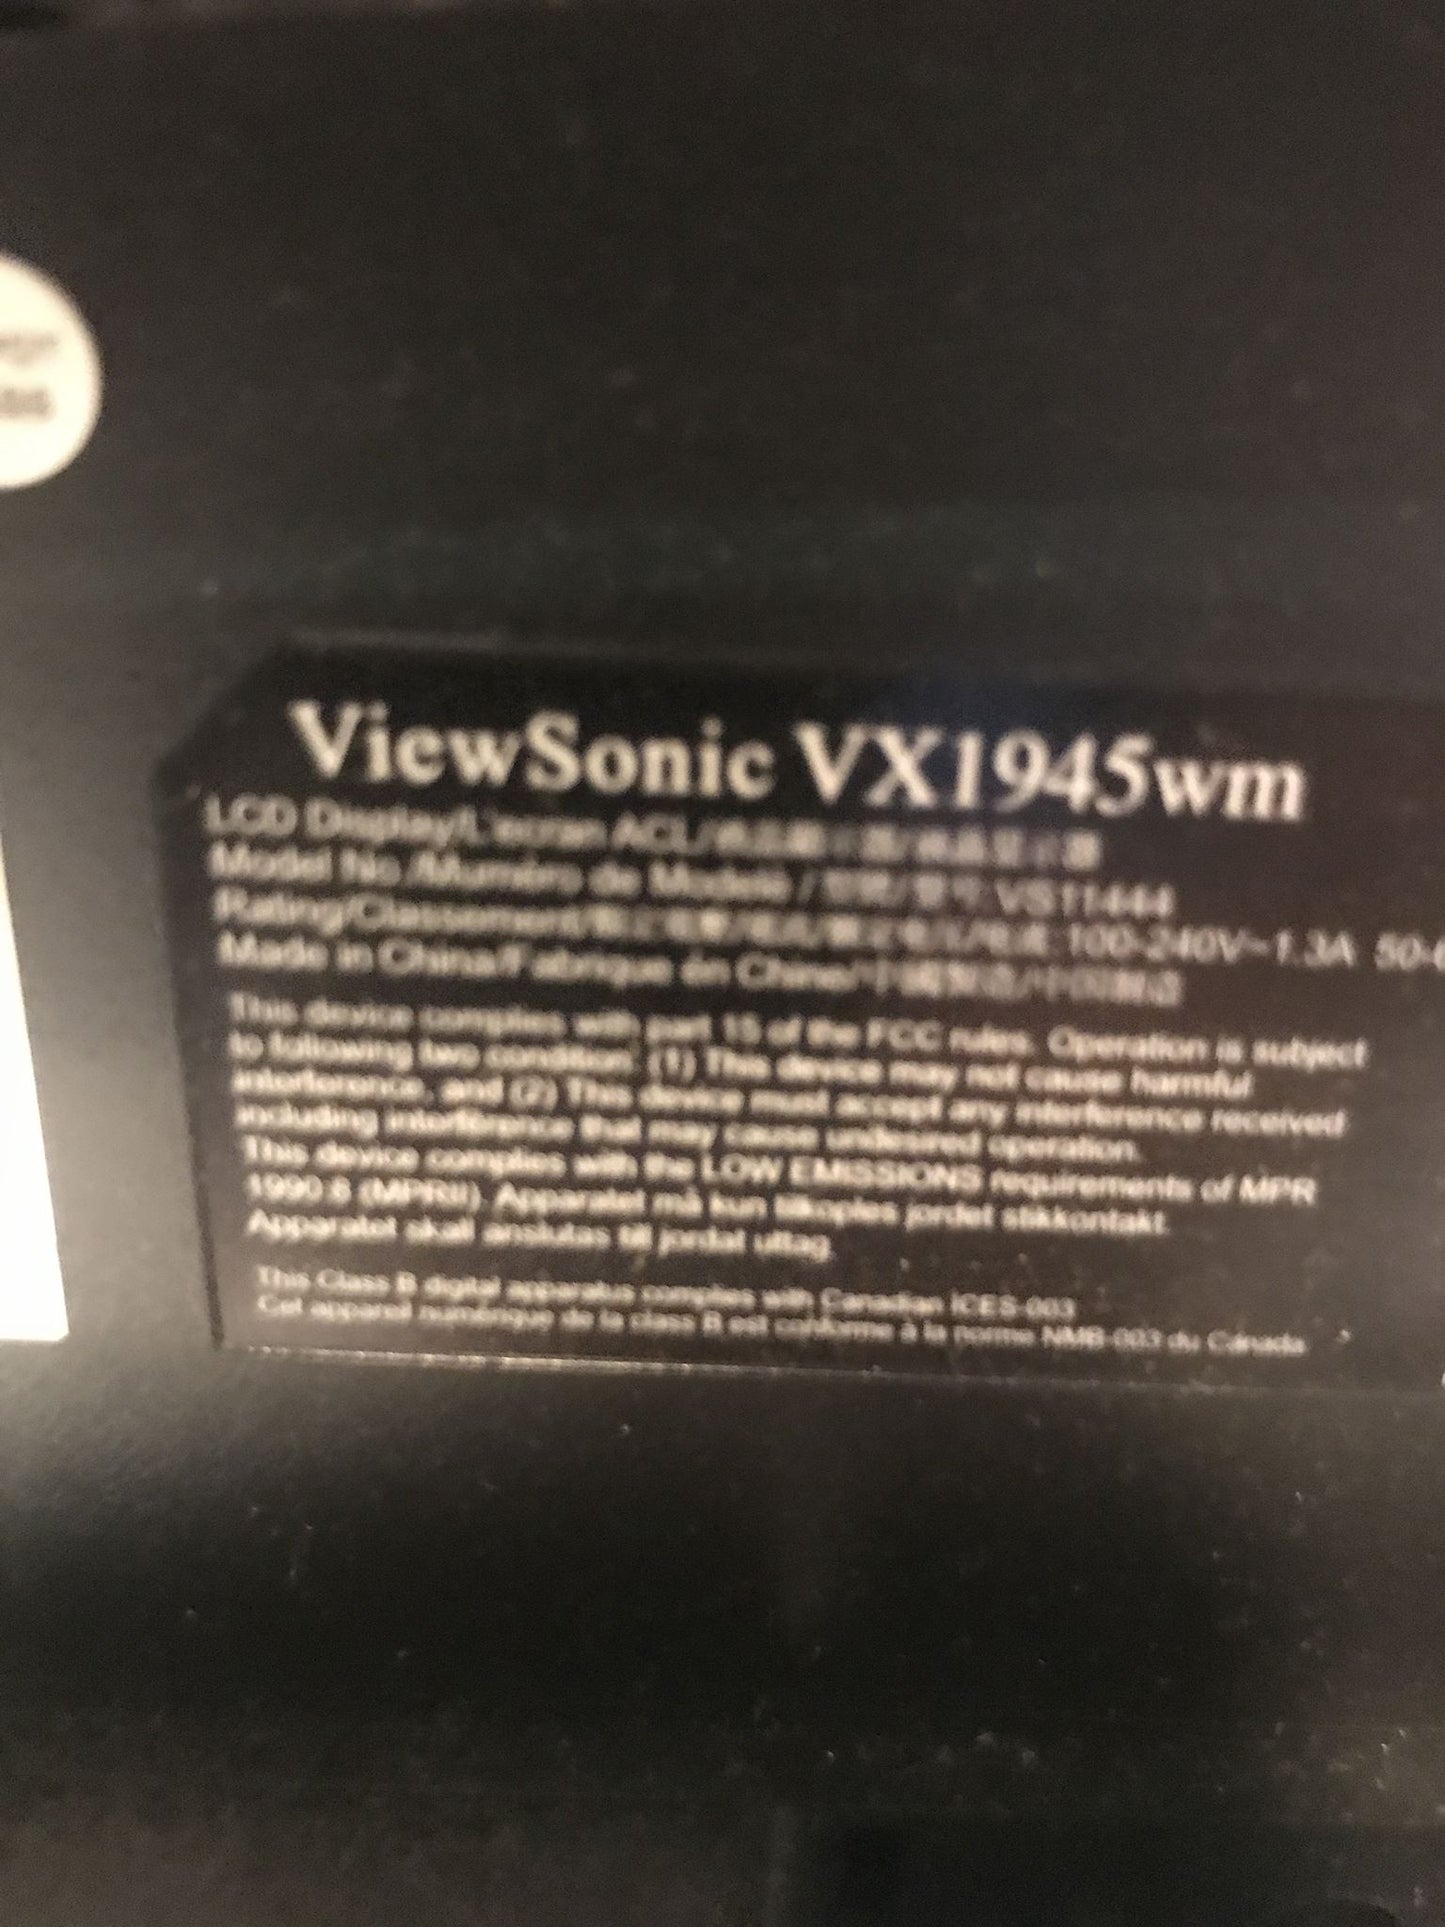 ViewSonic VX1945wm
LCD Display/L'écran ACL/
Model No./Numéro de Modèle / VS11444
Rating/Classement/ 100-240V~1.3A 50-
Made in China/Fabriqué en Chine/
This device complies with part 15 of the FCC rules. Operation is subject
to following two condition: (1) This device may not cause harmful
interference, and (2) This device must accept any interference received
including interference that may cause undesired operation.
This device complies with the LOW EMISSIONS requirements of MPR
1990:8 (MPRII). Apparatet må kun tilkoples jordet stikkontakt.
Apparatet skall anslutas till jordat uttag.
This Class B digital apparatus complies with Canadian ICES-003
Cet appareil numérique de la class B est conforme à la norme NMB-003 du Canada